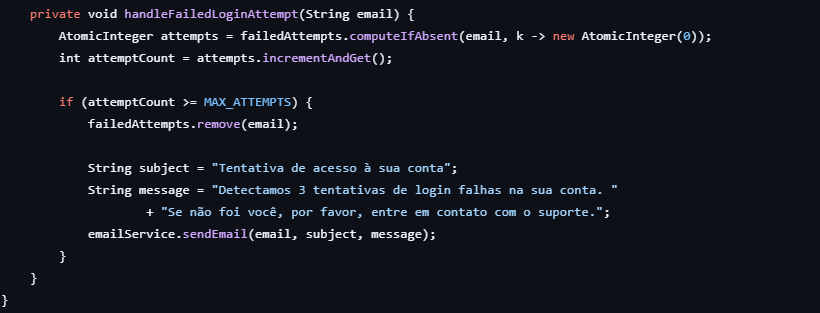 private void handleFailedLoginAttempt(String email) {
AtomicInteger attempts = failedAttempts.computeIfAbsent(email, k -> new AtomicInteger(0));
int attemptCount = attempts.incrementAndGet();
if (attemptCount >= MAX_ATTEMPTS) {
failedAttempts.remove(email);
String subject = "Tentativa de acesso à sua conta";
String message = "Detectamos 3 tentativas de login falhas na sua conta. "
+ "Se não foi você, por favor, entre em contato com o suporte.";
emailService.sendEmail(email, subject, message);
}
}
}